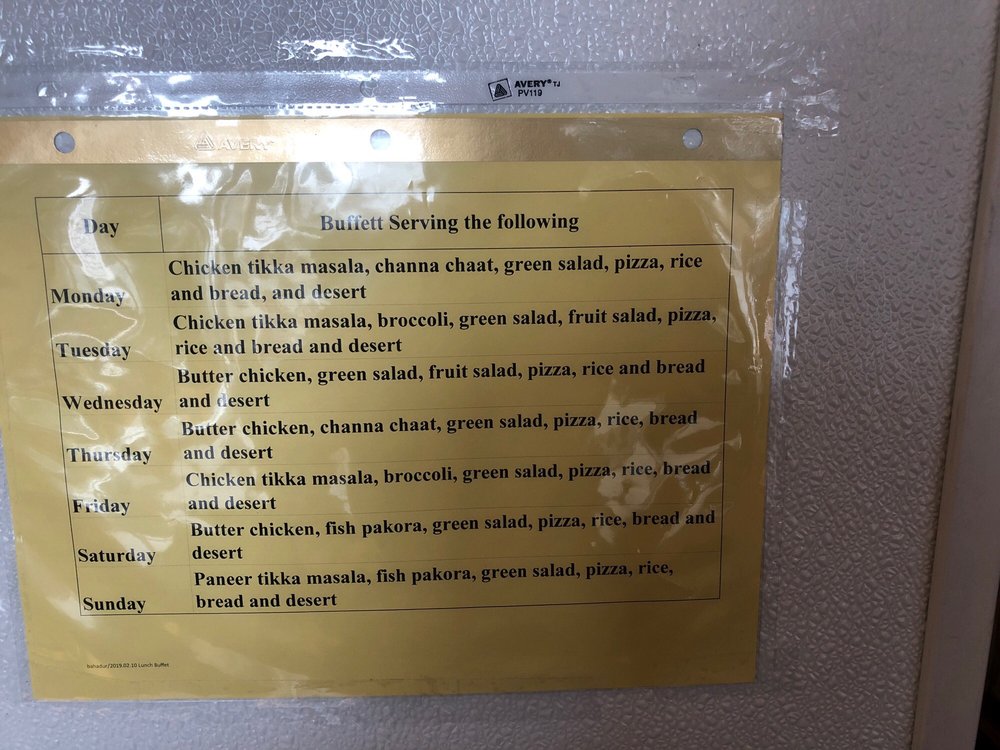 AVERY® TJ
PV119
AVERY
Day
Buffett Serving the following
Monday
Chicken tikka masala, channa chaat, green salad, pizza, rice
and bread, and desert
Tuesday
Chicken tikka masala, broccoli, green salad, fruit salad, pizza,
rice and bread and desert
Wednesday
Butter chicken, green salad, fruit salad, pizza, rice and bread
and desert
Thursday
Butter chicken, channa chaat, green salad, pizza, rice, bread
and desert
Friday
Chicken tikka masala, broccoli, green salad, pizza, rice, bread
and desert
Saturday
Butter chicken, fish pakora, green salad, pizza, rice, bread and
desert
Sunday
Paneer tikka masala, fish pakora, green salad, pizza, rice,
bread and desert
bahadur/2019.02.10 Lunch Buffet